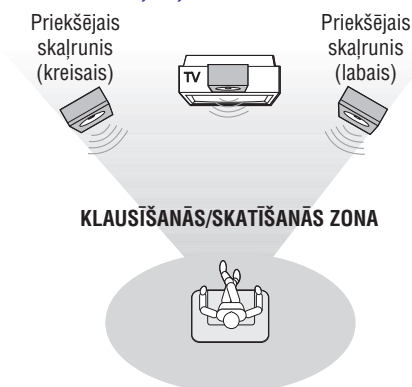 Priekšējais
skaļrunis
(kreisais)
Priekšējais
skaļrunis
(labais)
TV
KLAUSĪŠANĀS/SKATĪŠANĀS ZONA